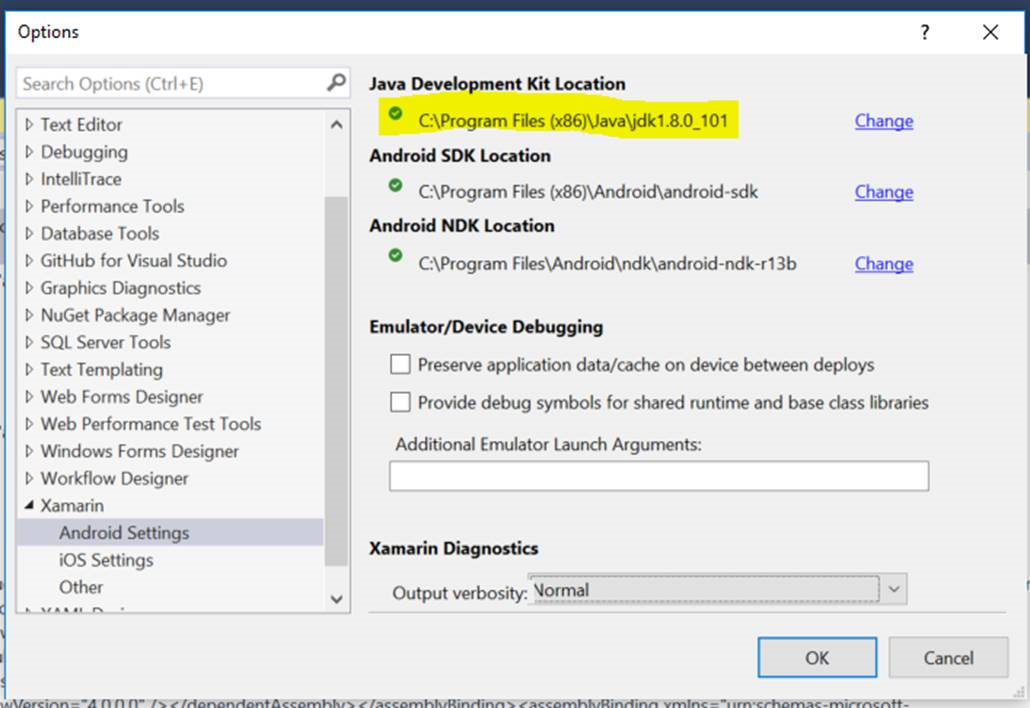 Options
?
Search Options (Ctrl+E)
Text Editor
Debugging
IntelliTrace
Performance Tools
Database Tools
GitHub for Visual Studio
Graphics Diagnostics
NuGet Package Manager
SQL Server Tools
Text Templating
Web Forms Designer
Web Performance Test Tools
Windows Forms Designer
Workflow Designer
Xamarin
Android Settings
iOS Settings
Other
Java Development Kit Location
C:\Program Files (x86)\Java\jdk1.8.0_101 Change
Android SDK Location
C:\Program Files (x86)\Android\android-sdk Change
Android NDK Location
C:\Program Files\Android\ndk\android-ndk-r13b Change
Emulator/Device Debugging
Preserve application data/cache on device between deploys
Provide debug symbols for shared runtime and base class libraries
Additional Emulator Launch Arguments:
Xamarin Diagnostics
Output verbosity: Normal
OK Cancel
wVersion="4.0.0.0" /></dependentAssembly></assemblyBinding><assemblyBinding xmlns="urn:schemas-microsoft-